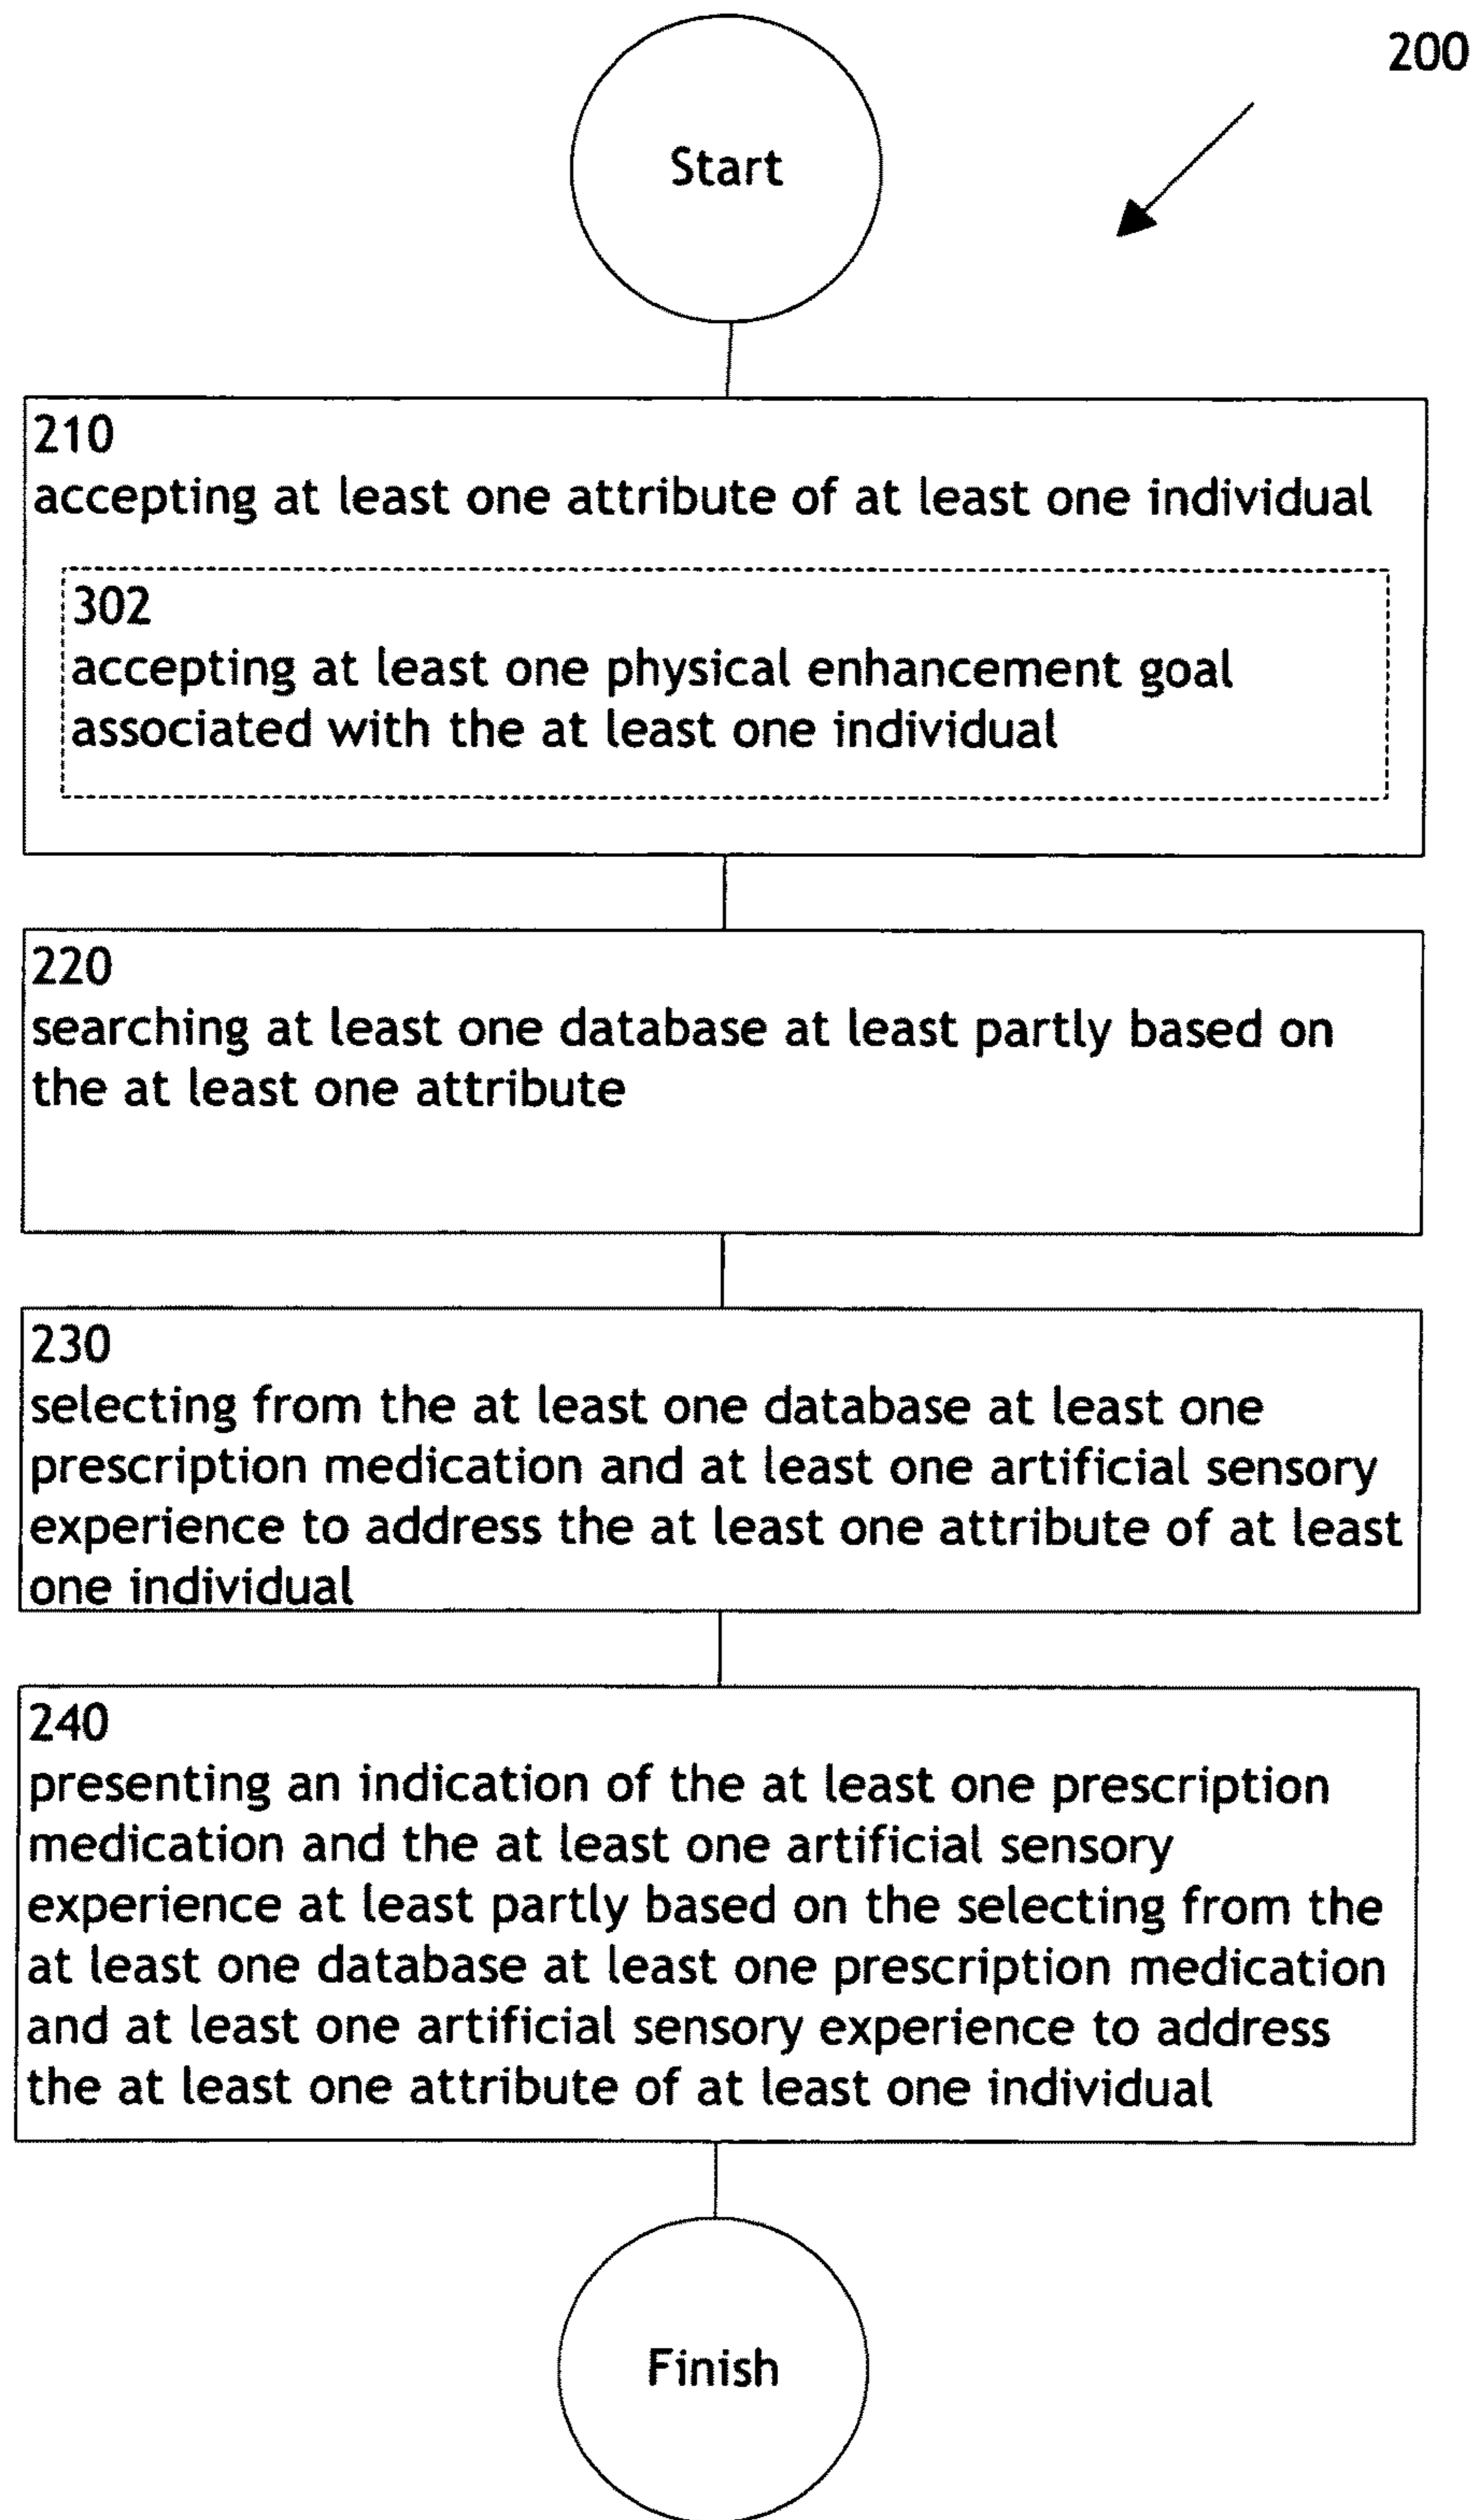 200
Start
210
accepting at least one attribute of at least one individual
302
accepting at least one physical enhancement goal
associated with the at least one individual
220
searching at least one database at least partly based on
the at least one attribute
230
selecting from the at least one database at least one
prescription medication and at least one artificial sensory
experience to address the at least one attribute of at least
one individual
240
presenting an indication of the at least one prescription
medication and the at least one artificial sensory
experience at least partly based on the selecting from the
at least one database at least one prescription medication
and at least one artificial sensory experience to address
the at least one attribute of at least one individual
Finish